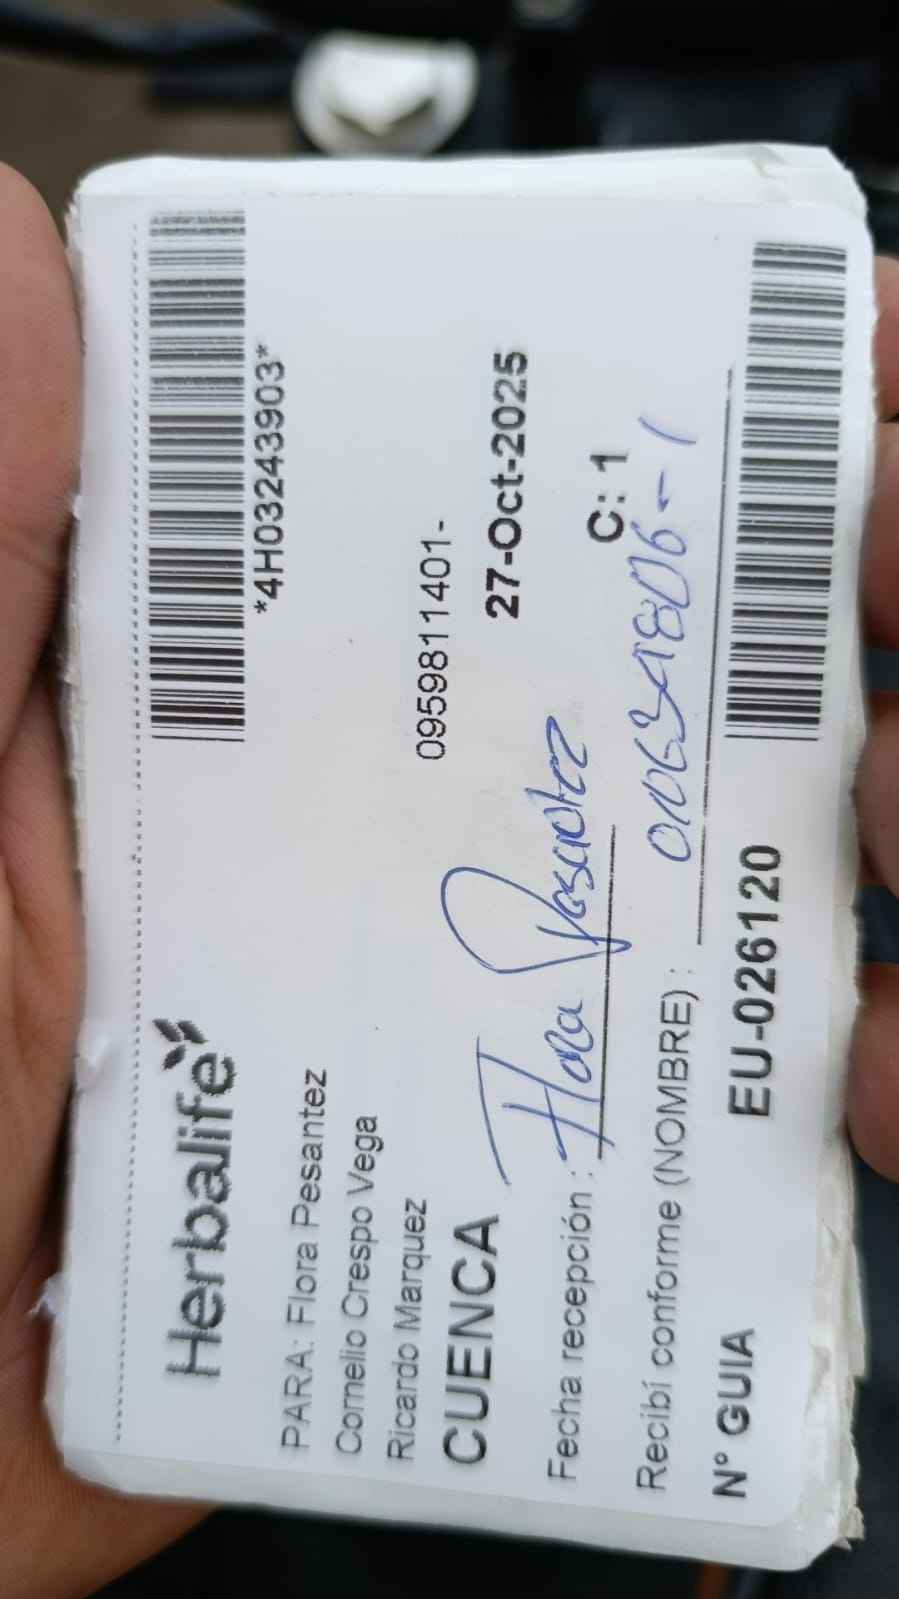 Herbalife
*4H03243903*
PARA: Flora Pesantez
Cornelio Crespo Vega
Ricardo Marquez
0959811401-
CUENCA
27-Oct-2025
Fecha recepción : Flora Pesantez
C: 1
Recibí conforme (NOMBRE) :
N° GUIA EU-026120